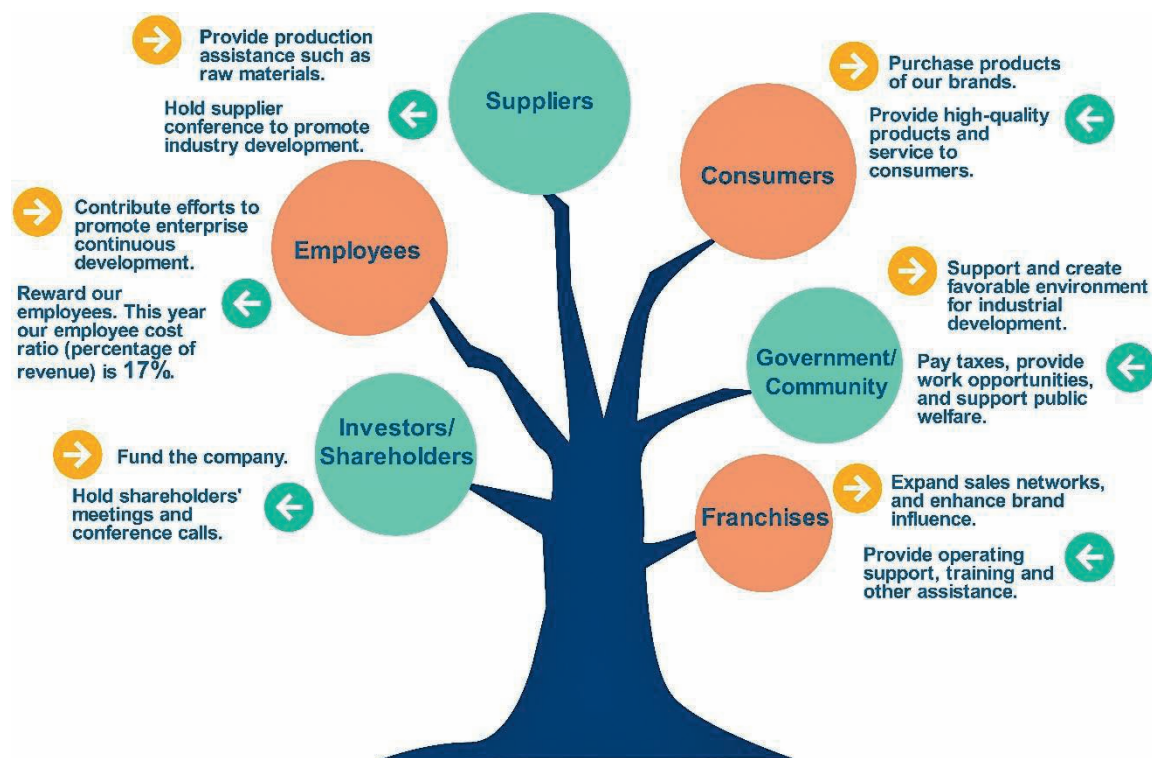 Provide production
assistance such as
raw materials.
Hold supplier
conference to promote
industry development.
Suppliers
Purchase products
of our brands.
Provide high-quality
products and
service to
consumers.
Consumers
Contribute efforts to
promote enterprise
continuous
development.
Reward our
employees. This year
our employee cost
ratio (percentage of
revenue) is 17%.
Employees
Support and create
favorable environment
for industrial
development.
Pay taxes, provide
work opportunities,
and support public
welfare.
Government/
Community
Fund the company.
Hold shareholders'
meetings and
conference calls.
Investors/
Shareholders
Expand sales networks,
and enhance brand
influence.
Provide operating
support, training and
other assistance.
Franchises